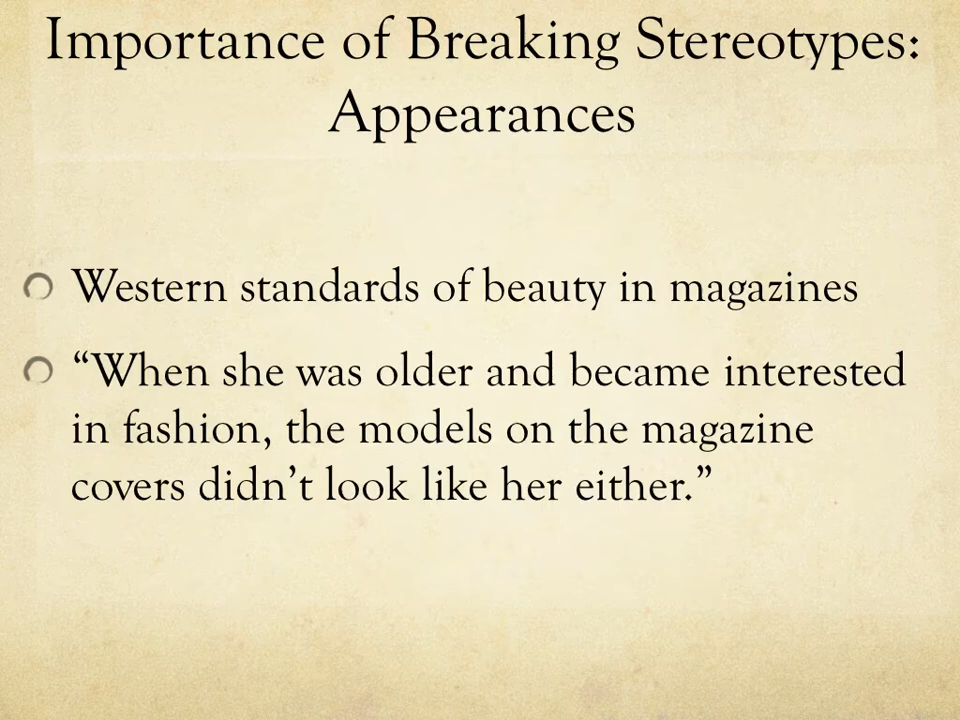 Importance of Breaking Stereotypes:
Appearances
Western standards of beauty in magazines
“When she was older and became interested
in fashion, the models on the magazine
covers didn’t look like her either.”